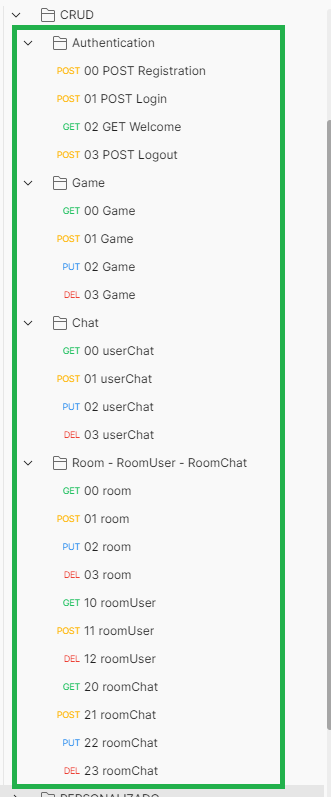 CRUD
Authentication
POST 00 POST Registration
POST 01 POST Login
GET 02 GET Welcome
POST 03 POST Logout
Game
GET 00 Game
POST 01 Game
PUT 02 Game
DEL 03 Game
Chat
GET 00 userChat
POST 01 userChat
PUT 02 userChat
DEL 03 userChat
Room - RoomUser - RoomChat
GET 00 room
POST 01 room
PUT 02 room
DEL 03 room
GET 10 roomUser
POST 11 roomUser
DEL 12 roomUser
GET 20 roomChat
POST 21 roomChat
PUT 22 roomChat
DEL 23 roomChat
PERSONALIZADO